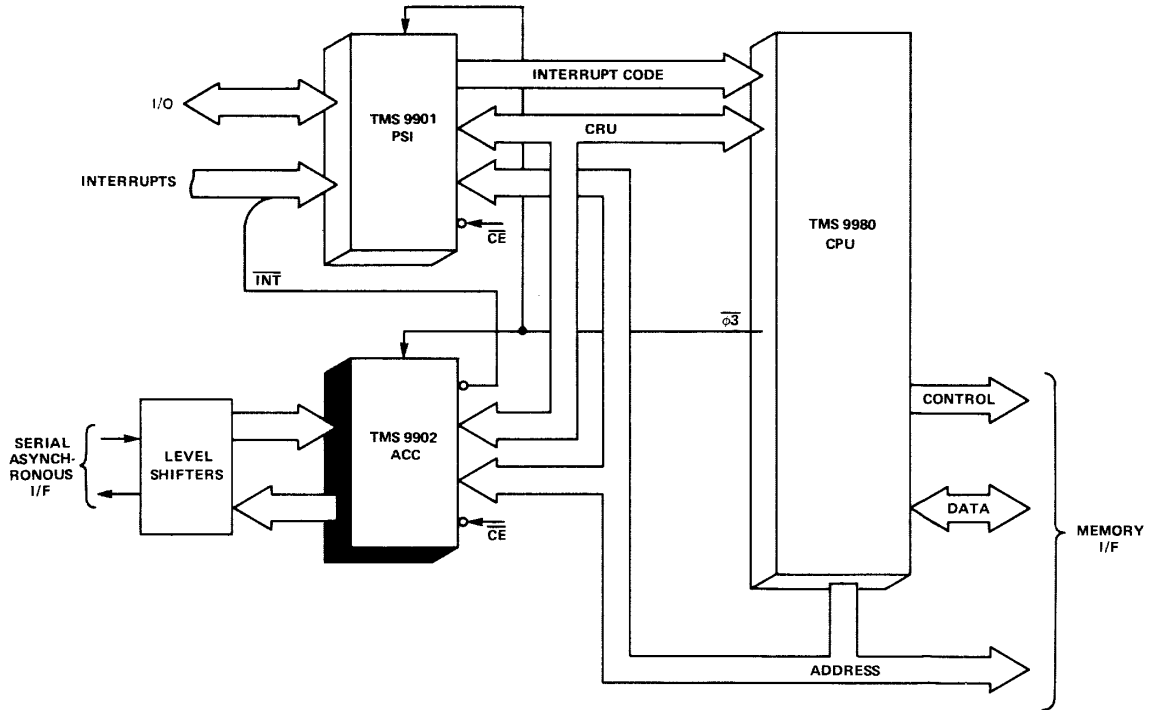 INTERRUPT CODE
I/O
TMS 9901
PSI
CRU
INTERRUPTS
TMS 9980
CPU
CE
INT
φ3
CONTROL
SERIAL
ASYNCH-
RONOUS
I/F
LEVEL
SHIFTERS
TMS 9902
ACC
DATA
CE
MEMORY
I/F
ADDRESS